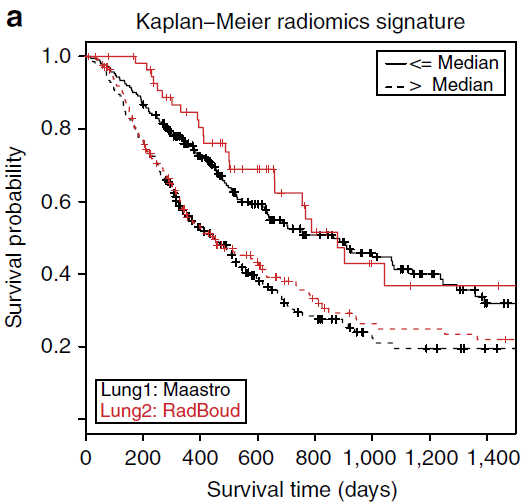 a
Kaplan–Meier radiomics signature
<= Median
> Median
Survival probability
1.0
0.8
0.6
0.4
0.2
Lung1: Maastro
Lung2: RadBoud
0 200 400 600 800 1,000 1,200 1,400
Survival time (days)